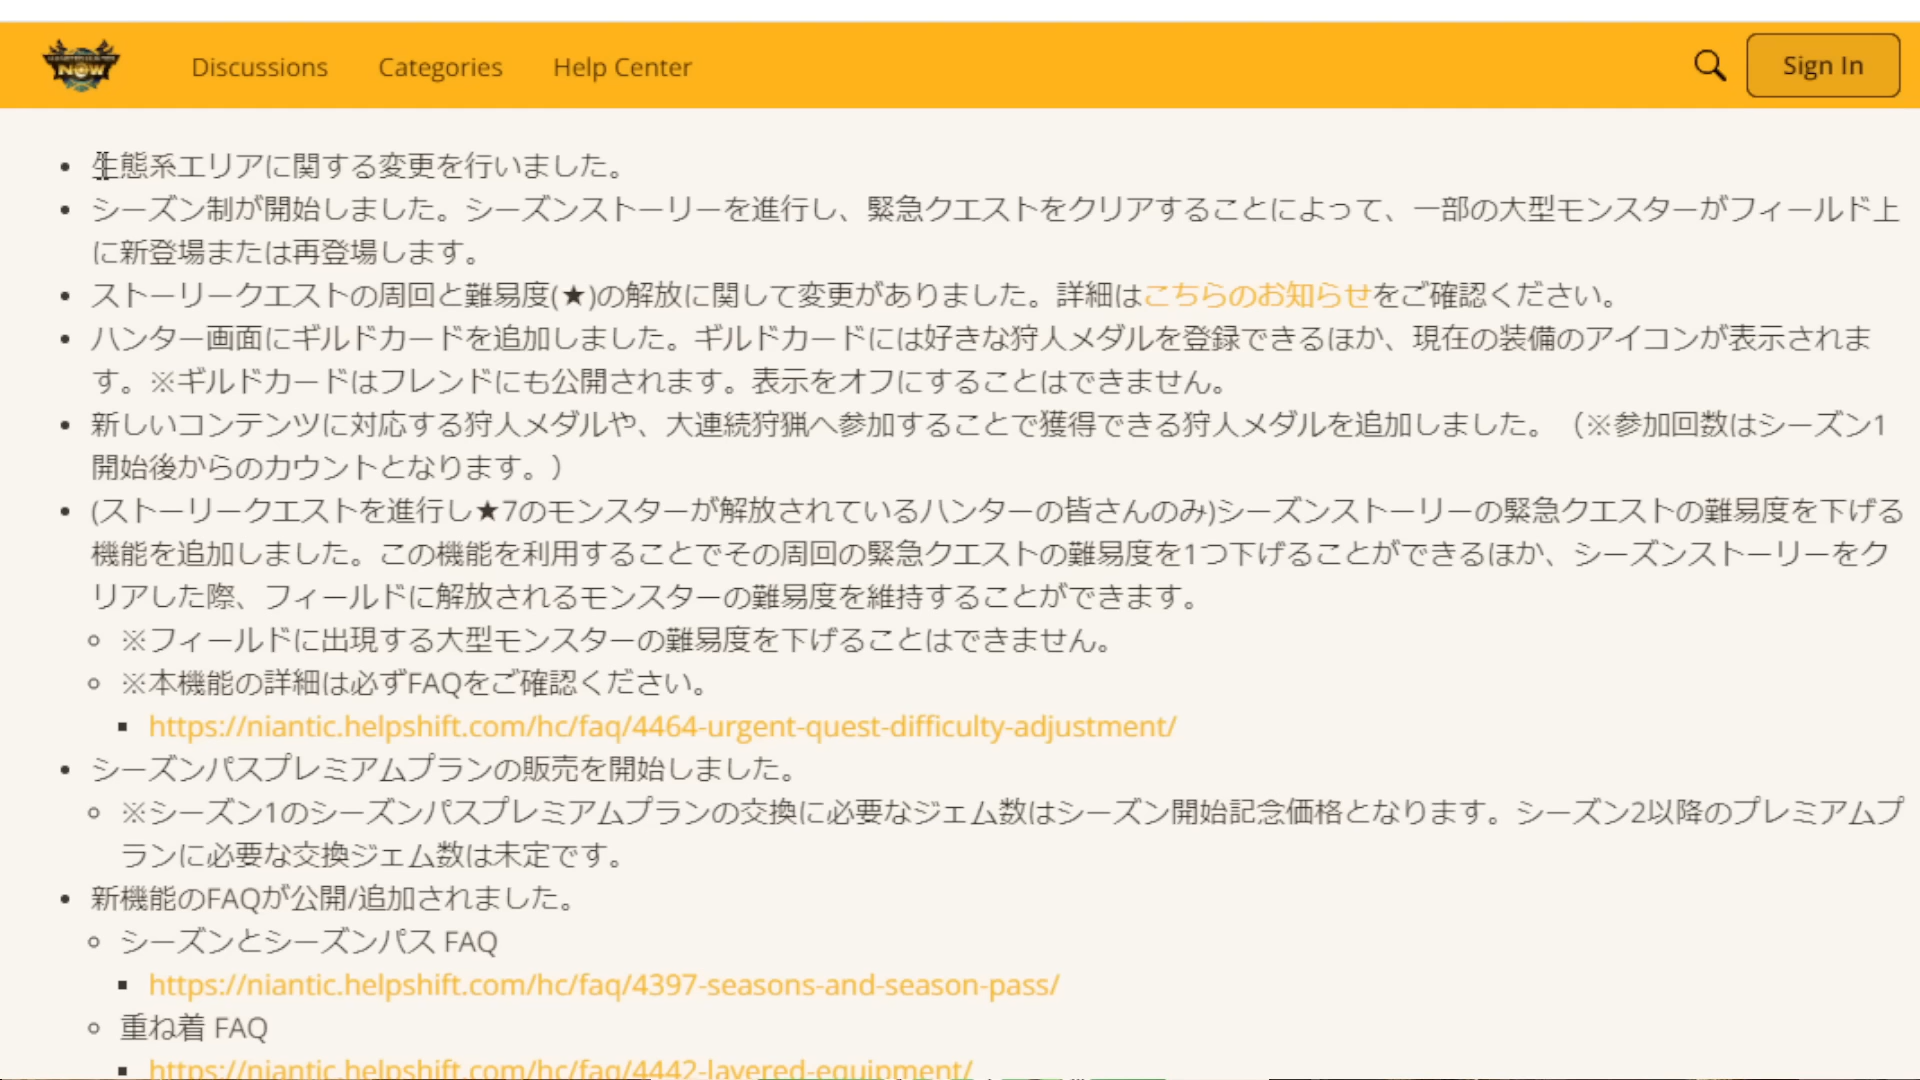 NOW
Discussions
Categories
Help Center
Sign In
生態系エリアに関する変更を行いました。
シーズン制が開始しました。シーズンストーリーを進行し、緊急クエストをクリアすることによって、一部の大型モンスターがフィールド上
に新登場または再登場します。
ストーリークエストの周回と難易度(★)の解放に関して変更がありました。詳細はこちらのお知らせをご確認ください。
ハンター画面にギルドカードを追加しました。ギルドカードには好きな狩人メダルを登録できるほか、現在の装備のアイコンが表示されま
す。※ギルドカードはフレンドにも公開されます。表示をオフにすることはできません。
新しいコンテンツに対応する狩人メダルや、大連続狩猟へ参加することで獲得できる狩人メダルを追加しました。（※参加回数はシーズン1
開始後からのカウントとなります。）
(ストーリークエストを進行し★7のモンスターが解放されているハンターの皆さんのみ)シーズンストーリーの緊急クエストの難易度を下げる
機能を追加しました。この機能を利用することでその周回の緊急クエストの難易度を1つ下げることができるほか、シーズンストーリーをク
リアした際、フィールドに解放されるモンスターの難易度を維持することができます。
※フィールドに出現する大型モンスターの難易度を下げることはできません。
※本機能の詳細は必ずFAQをご確認ください。
https://niantic.helpshift.com/hc/faq/4464-urgent-quest-difficulty-adjustment/
シーズンパスプレミアムプランの販売を開始しました。
※シーズン1のシーズンパスプレミアムプランの交換に必要なジェム数はシーズン開始記念価格となります。シーズン2以降のプレミアムプ
ランに必要な交換ジェム数は未定です。
新機能のFAQが公開/追加されました。
シーズンとシーズンパス FAQ
https://niantic.helpshift.com/hc/faq/4397-seasons-and-season-pass/
重ね着 FAQ
https://niantic.helpshift.com/hc/faq/4442-layered-equipment/